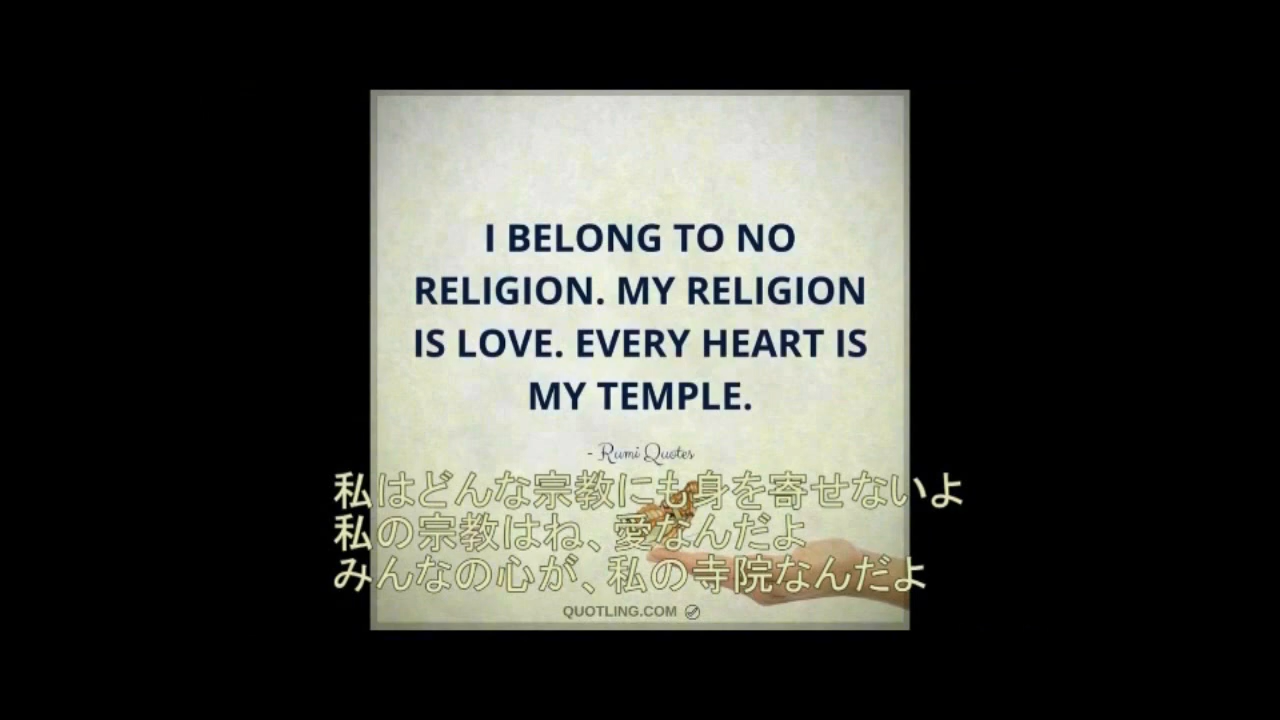 I BELONG TO NO
RELIGION. MY RELIGION
IS LOVE. EVERY HEART IS
MY TEMPLE.
- Rumi Quotes
私はどんな宗教にも身を寄せないよ
私の宗教はね、愛なんだよ
みんなの心が、私の寺院なんだよ
QUOTLING.COM